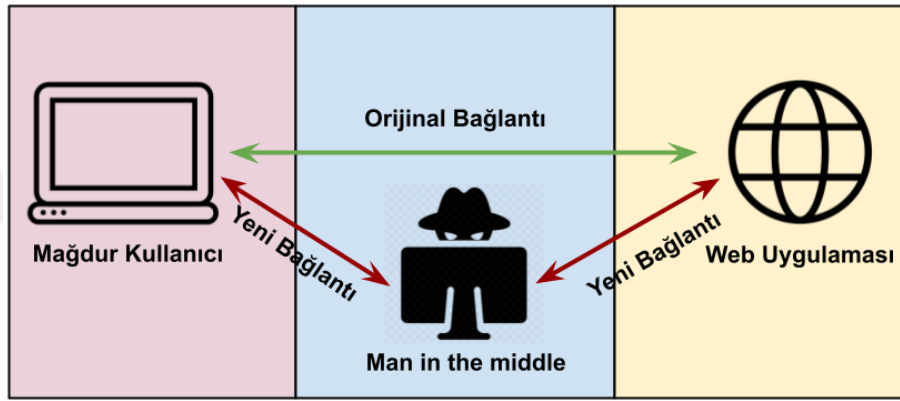 Orijinal Bağlantı
Yeni Bağlantı
Yeni Bağlantı
Mağdur Kullanıcı
Web Uygulaması
Man in the middle